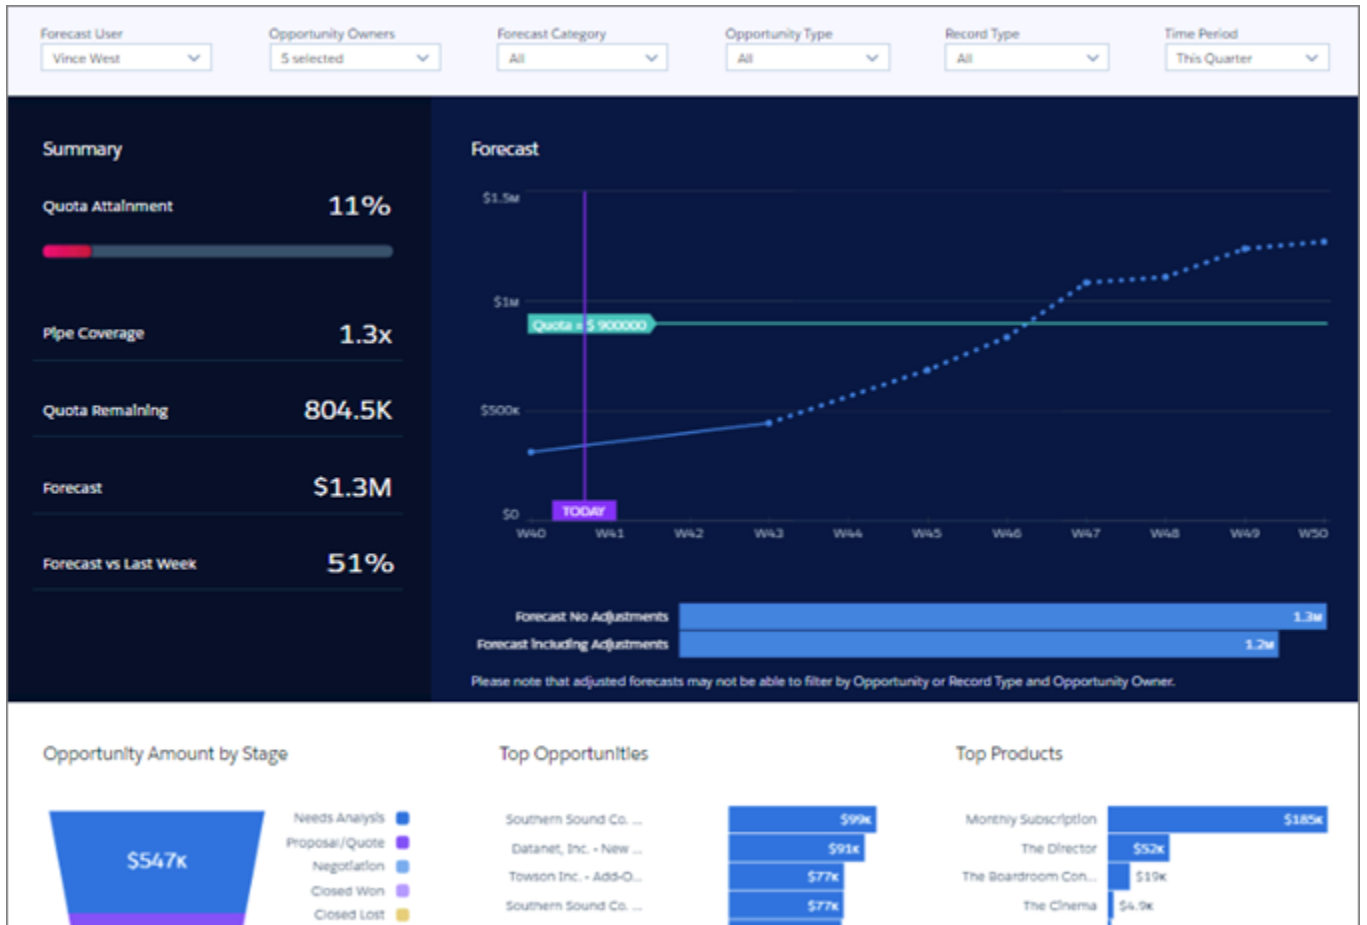 Forecast User Opportunity Owners Forecast Category Opportunity Type Record Type Time Period
Vince West 5 selected All All All This Quarter
Summary
Quota Attainment 11%
Pipe Coverage 1.3x
Quota Remaining 804.5K
Forecast $1.3M
Forecast vs Last Week 51%
Forecast
$1.5M
$1M
Quota = $ 900000
$500K
$0
TODAY
W40 W41 W42 W43 W44 W45 W46 W47 W48 W49 W50
Forecast No Adjustments 1.3M
Forecast Including Adjustments 1.2M
Please note that adjusted forecasts may not be able to filter by Opportunity or Record Type and Opportunity Owner.
Opportunity Amount by Stage
$547K
Needs Analysis
Proposal/Quote
Negotiation
Closed Won
Closed Lost
Top Opportunities
Southern Sound Co. ... $99K
Datanet, Inc. - New ... $91K
Towson Inc. - Add-O... $77K
Southern Sound Co. ... $77K
Top Products
Monthly Subscription $185K
The Director $52K
The Boardroom Con... $19K
The Cinema $4.9K